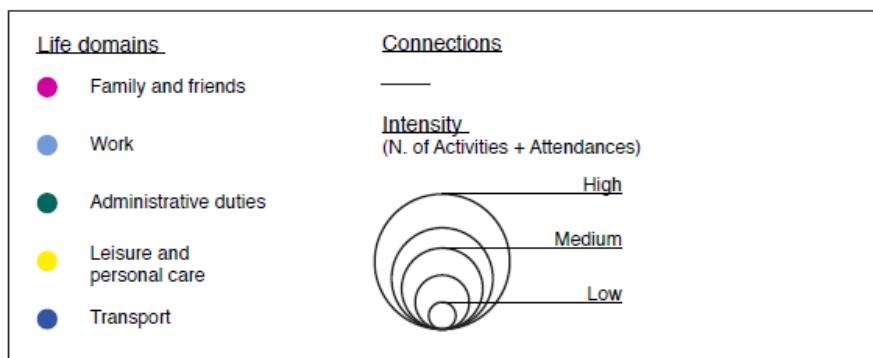 Life domains
Family and friends
Work
Administrative duties
Leisure and
personal care
Transport
Connections
Intensity
(N. of Activities + Attendances)
High
Medium
Low